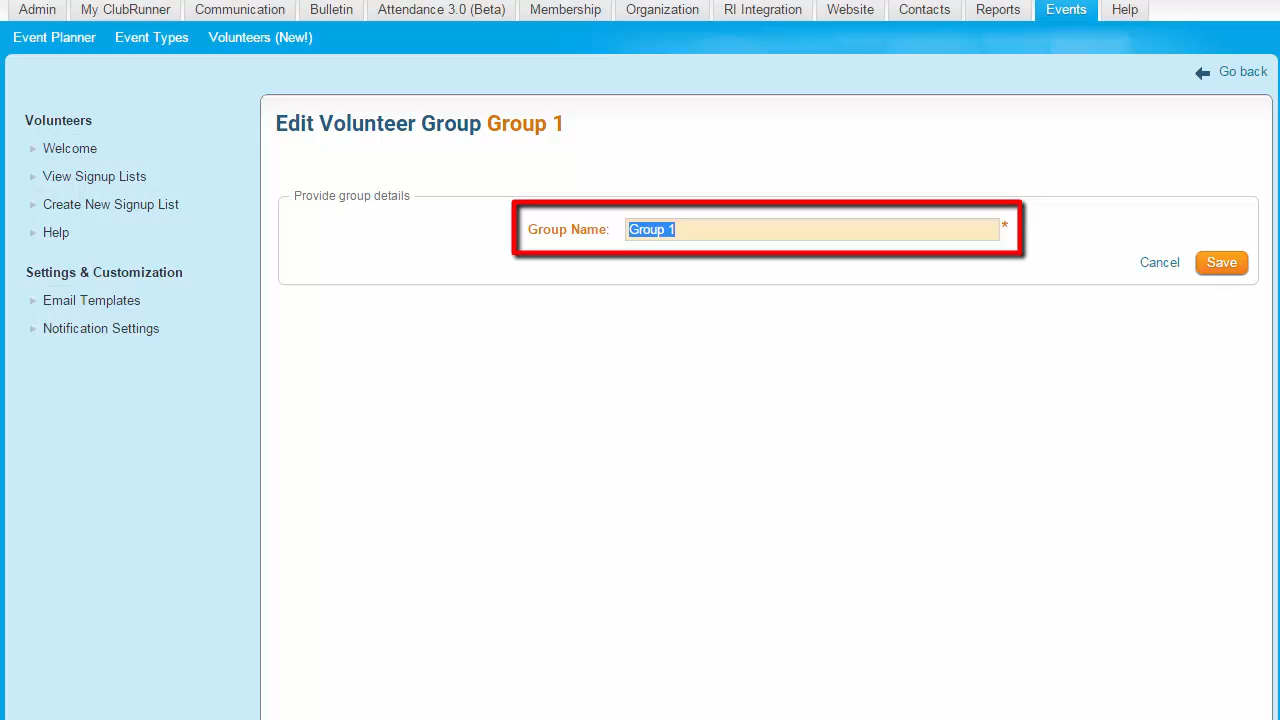 Admin My ClubRunner Communication Bulletin Attendance 3.0 (Beta) Membership Organization RI Integration Website Contacts Reports Events Help
Event Planner Event Types Volunteers (New!)
Go back
Volunteers
Welcome
View Signup Lists
Create New Signup List
Help
Settings & Customization
Email Templates
Notification Settings
Edit Volunteer Group Group 1
Provide group details
Group Name: Group 1 *
Cancel Save